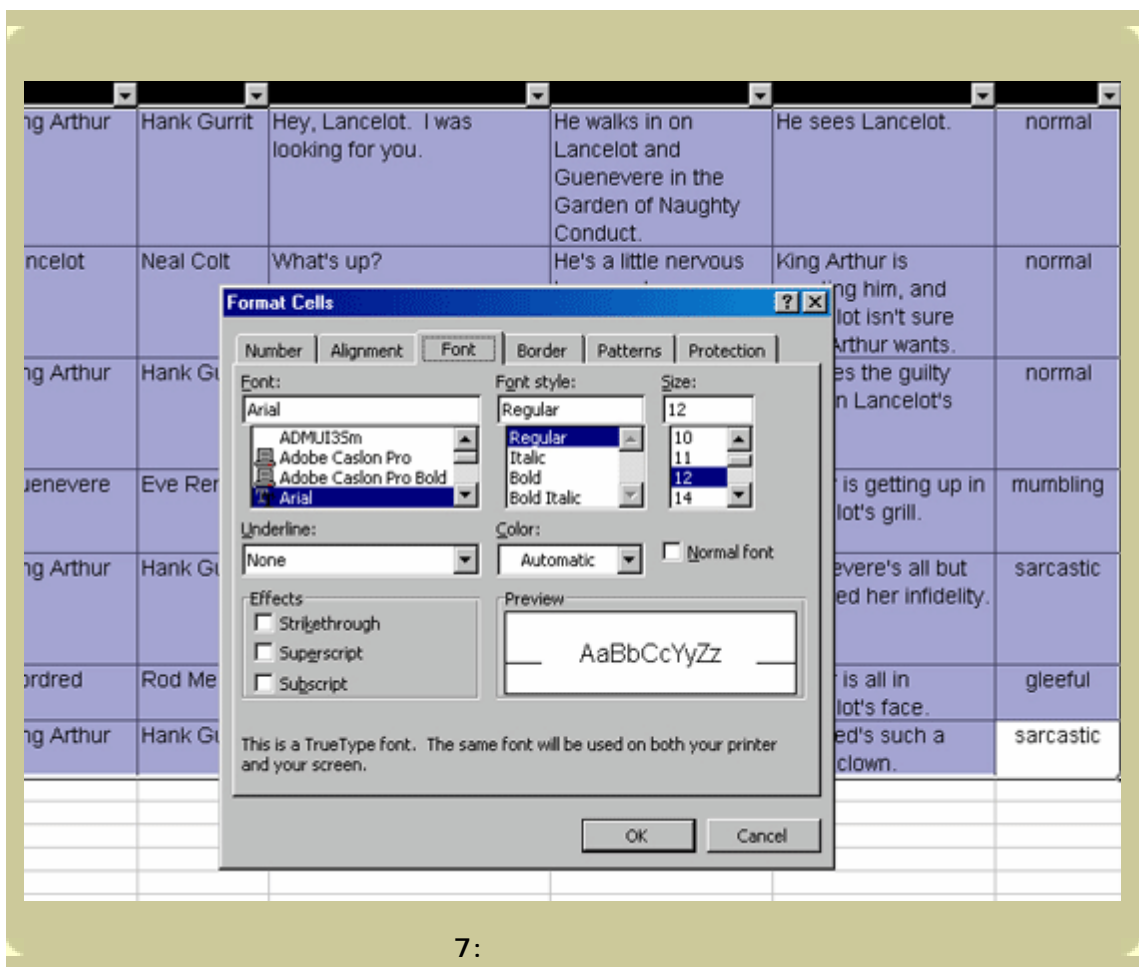 ng Arthur Hank Gurrit Hey, Lancelot. I was He walks in on He sees Lancelot. normal
looking for you. Lancelot and
Guenevere in the
Garden of Naughty
Conduct.
ncelot Neal Colt What's up? He's a little nervous King Arthur is normal
ng him, and
lot isn't sure
Arthur wants.
Format Cells
Number Alignment Font Border Patterns Protection
Font: Font style: Size:
Arial Regular 12
ADMUI3Sm Regular 10
Adobe Caslon Pro Italic 11
Adobe Caslon Pro Bold Bold 12
Arial Bold Italic 14
Underline: Color:
None Automatic Normal font
Effects Preview
Strikethrough
Superscript AaBbCcYyZz
Subscript
This is a TrueType font. The same font will be used on both your printer
and your screen.
OK Cancel
ng Arthur Hank Gu es the guilty normal
n Lancelot's
uenevere Eve Rer is getting up in mumbling
lot's grill.
ng Arthur Hank Gu evere's all but sarcastic
ed her infidelity.
ordred Rod Me is all in gleeful
lot's face.
ng Arthur Hank Gu ed's such a sarcastic
clown.
7: